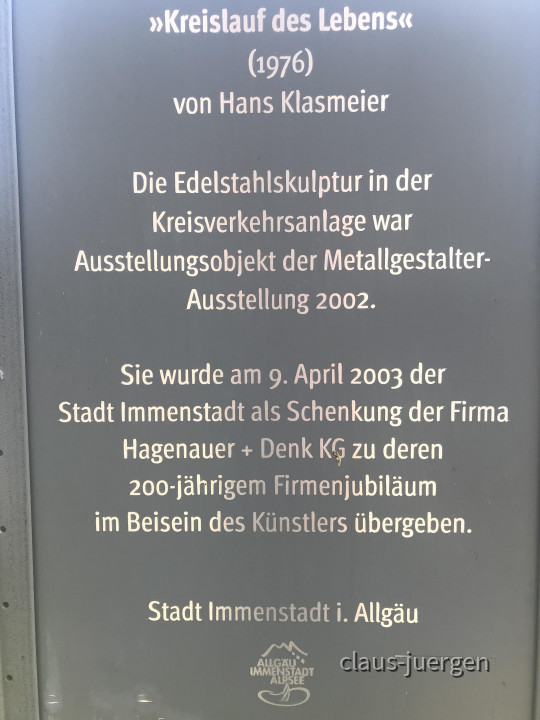 »Kreislauf des Lebens«
(1976)
von Hans Klasmeier
Die Edelstahlskulptur in der
Kreisverkehrsanlage war
Ausstellungsobjekt der Metallgestalter-
Ausstellung 2002.
Sie wurde am 9. April 2003 der
Stadt Immenstadt als Schenkung der Firma
Hagenauer + Denk KG zu deren
200-jährigem Firmenjubiläum
im Beisein des Künstlers übergeben.
Stadt Immenstadt i. Allgäu
ALLGÄU
IMMENSTADT
ALPSEE
claus-juergen